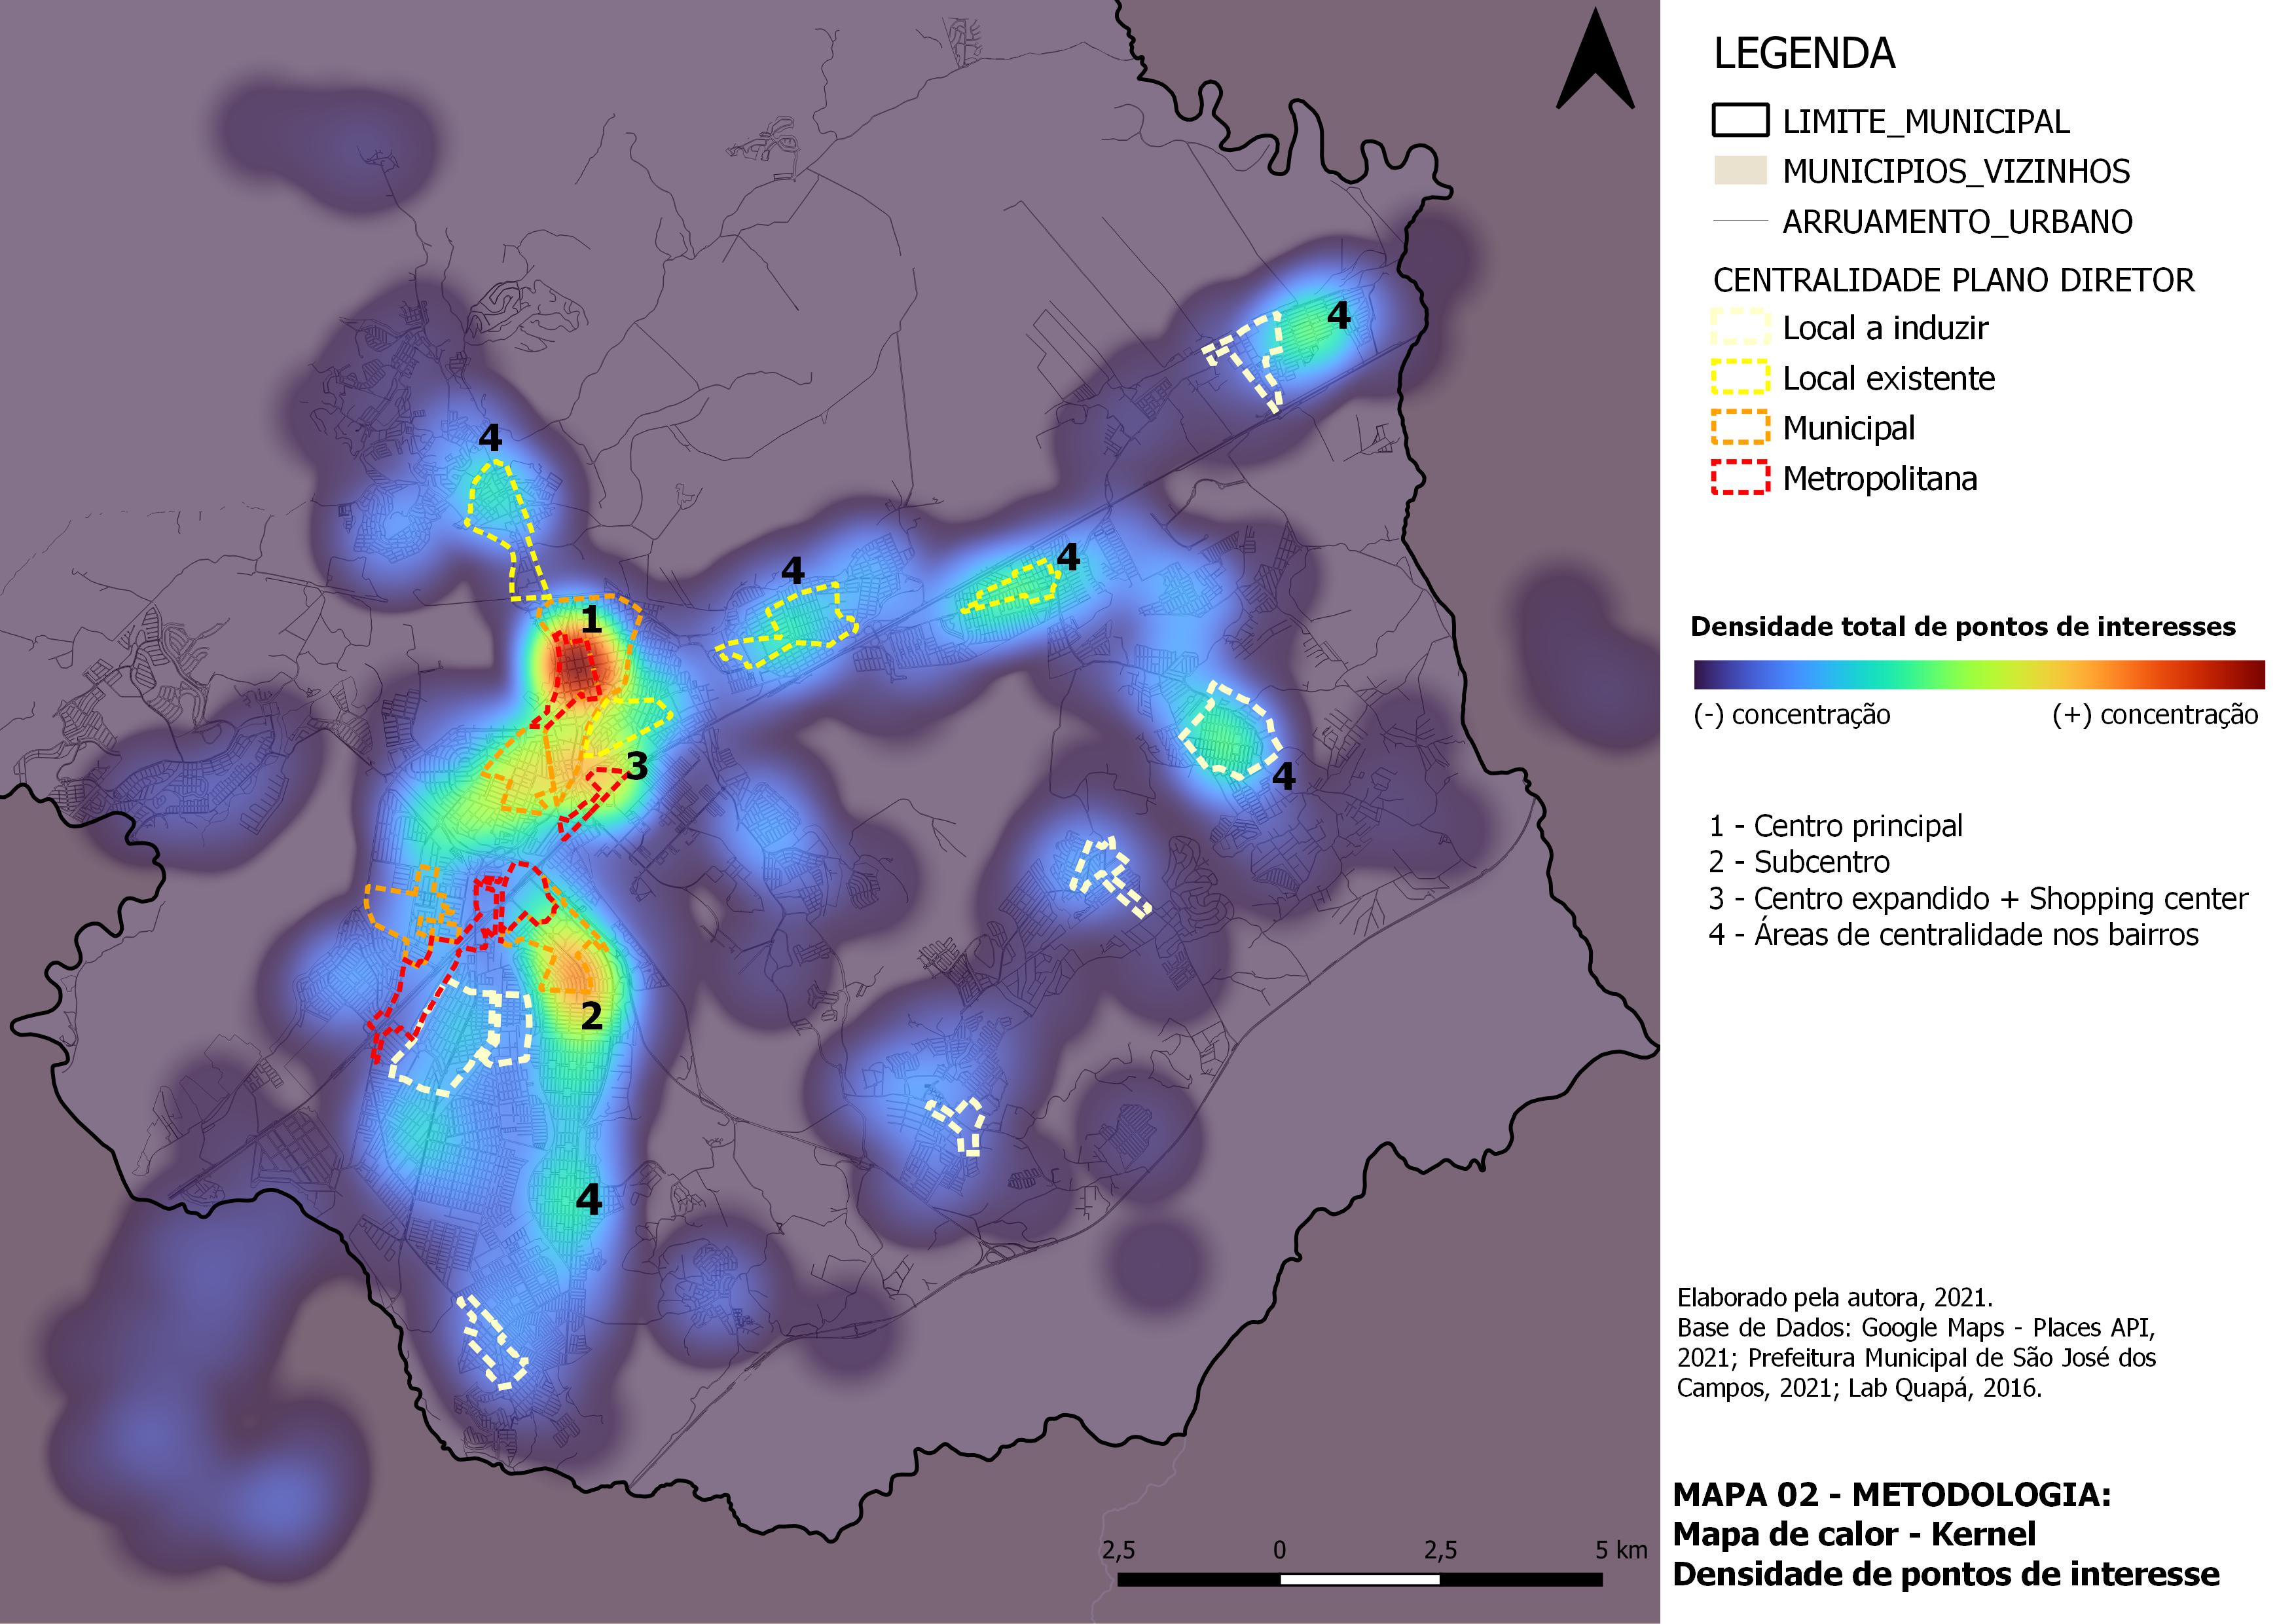 LEGENDA
LIMITE_MUNICIPAL
MUNICIPIOS_VIZINHOS
ARRUAMENTO_URBANO
CENTRALIDADE PLANO DIRETOR
Local a induzir
Local existente
Municipal
Metropolitana
Densidade total de pontos de interesses
(-) concentração (+) concentração
1 - Centro principal
2 - Subcentro
3 - Centro expandido + Shopping center
4 - Áreas de centralidade nos bairros
Elaborado pela autora, 2021.
Base de Dados: Google Maps - Places API,
2021; Prefeitura Municipal de São José dos
Campos, 2021; Lab Quapá, 2016.
MAPA 02 - METODOLOGIA:
Mapa de calor - Kernel
Densidade de pontos de interesse
4
4
4
4
1
3
4
2
4
2,5 0 2,5 5 km